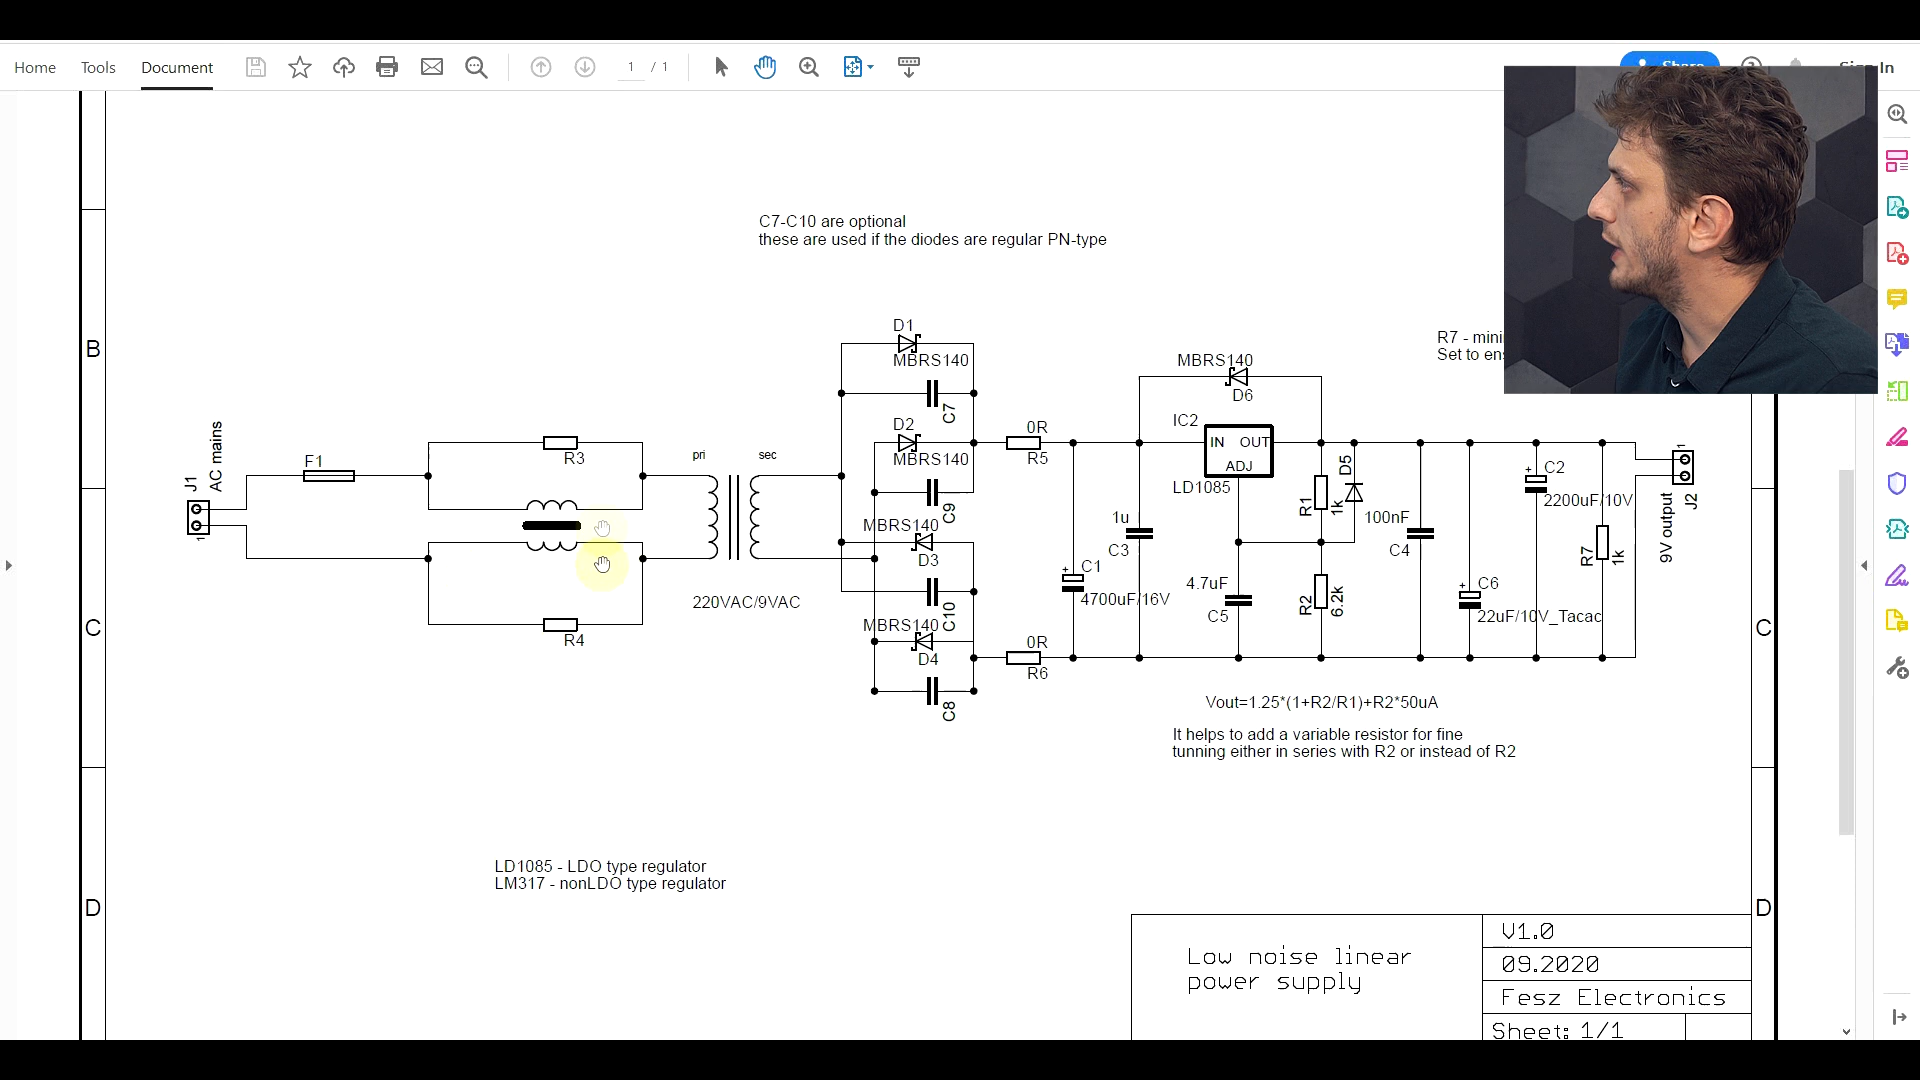 Home Tools Document 1 / 1 Share Sign In
C7-C10 are optional
these are used if the diodes are regular PN-type
R7 - mini
Set to ens
B
B
D1
MBRS140
C7
D2
MBRS140
C9
MBRS140
D3
C10
MBRS140
D4
C8
J1
AC mains
1
F1
R3
R4
pri sec
220VAC/9VAC
0R
R5
0R
R6
C1
4700uF/16V
1u
C3
MBRS140
D6
IC2
IN OUT
ADJ
LD1085
4.7uF
C5
R1
1k
D5
R2
6.2k
100nF
C4
C6
22uF/10V_Tacac
C2
2200uF/10V
R7
1k
9V output
J2
1
C
C
Vout=1.25*(1+R2/R1)+R2*50uA
It helps to add a variable resistor for fine
tunning either in series with R2 or instead of R2
LD1085 - LDO type regulator
LM317 - nonLDO type regulator
D
D
Low noise linear
power supply
V1.0
09.2020
Fesz Electronics
Sheet: 1/1